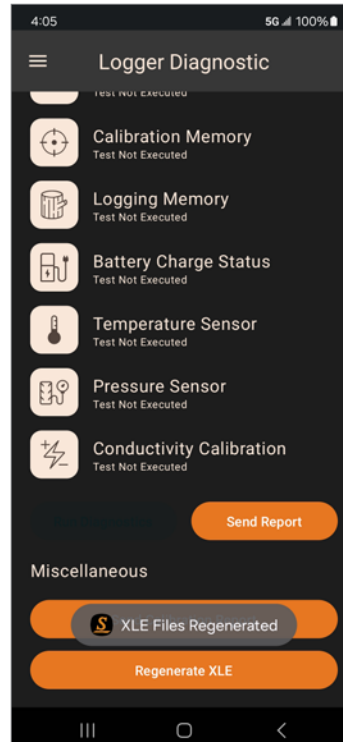 4:05
5G 100%
Logger Diagnostic
Test Not Executed
Calibration Memory
Test Not Executed
Logging Memory
Test Not Executed
Battery Charge Status
Test Not Executed
Temperature Sensor
Test Not Executed
Pressure Sensor
Test Not Executed
Conductivity Calibration
Test Not Executed
Send Report
Miscellaneous
S XLE Files Regenerated
Regenerate XLE